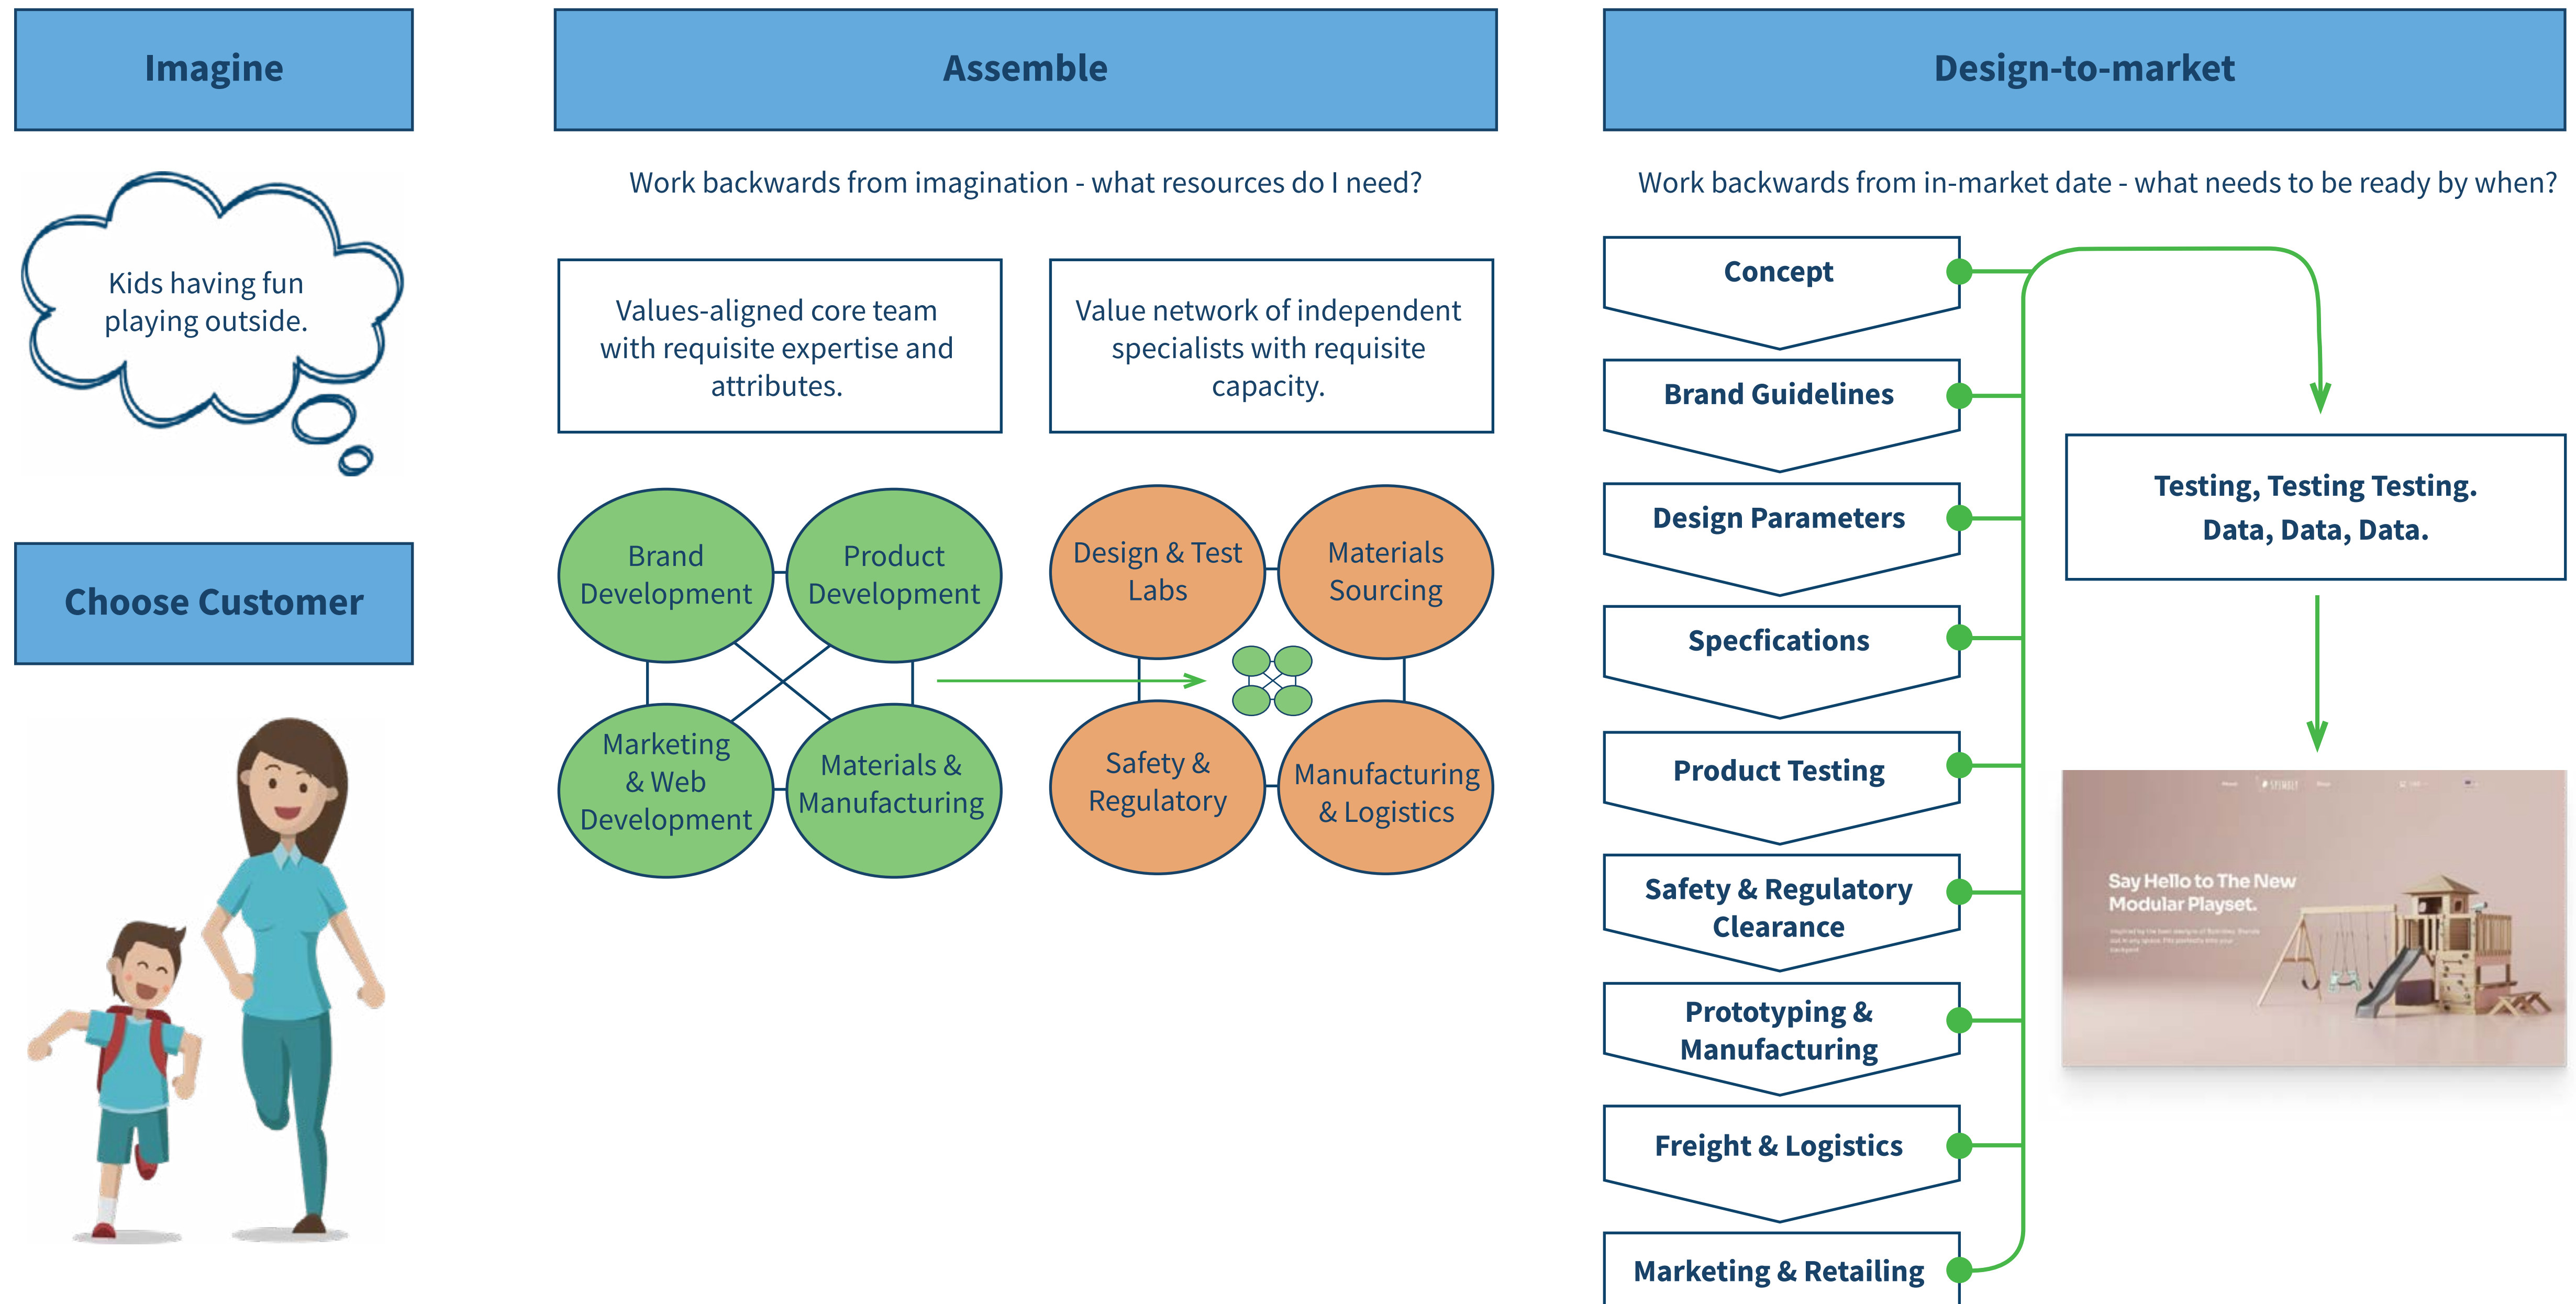 Imagine
Kids having fun
playing outside.
Choose Customer
Assemble
Work backwards from imagination - what resources do I need?
Values-aligned core team
with requisite expertise and
attributes.
Value network of independent
specialists with requisite
capacity.
Brand
Development
Product
Development
Marketing
& Web
Development
Materials &
Manufacturing
Design & Test
Labs
Materials
Sourcing
Safety &
Regulatory
Manufacturing
& Logistics
Design-to-market
Work backwards from in-market date - what needs to be ready by when?
Concept
Brand Guidelines
Design Parameters
Specfications
Product Testing
Safety & Regulatory
Clearance
Prototyping &
Manufacturing
Freight & Logistics
Marketing & Retailing
Testing, Testing Testing.
Data, Data, Data.
Say Hello to The New
Modular Playset.